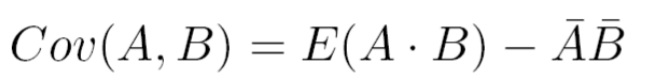 Cov(A, B) = E(A · B) − ĀB̄